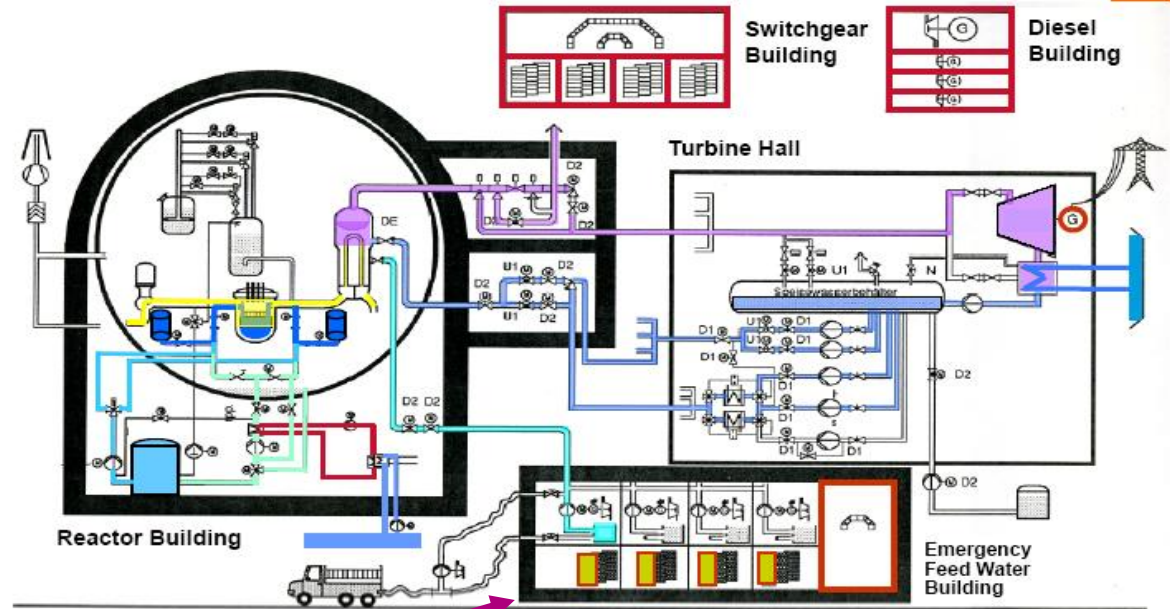 Switchgear
Building
Diesel
Building
G
Turbine Hall
D2
DE
D2
D2
G
U1
D2
U1
N
Speisewasserbehälter
D2
U1
D2
D1
U1
D1
U1
D1
D1
D1
D2
D2
D2
D1
D1
D1
D1
D1
D2
Reactor Building
Emergency
Feed Water
Building